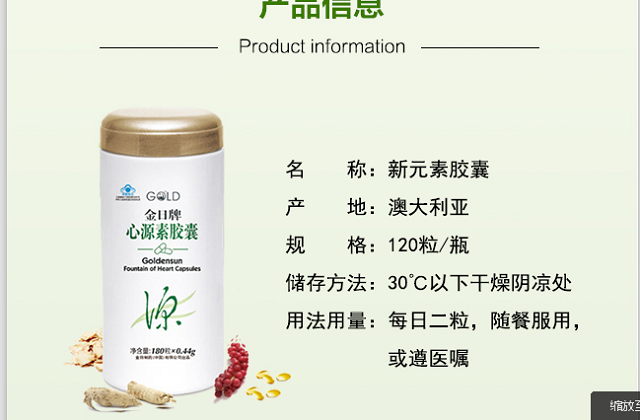 产品信息
Product information
名 称：新元素胶囊
产 地：澳大利亚
规 格：120粒/瓶
储存方法：30℃以下干燥阴凉处
用法用量：每日二粒，随餐服用，
或遵医嘱
GOLD
金日牌
心源素胶囊
Goldensun
Fountain of Heart Capsules
源
净含量：180粒×0.44g
缩放至